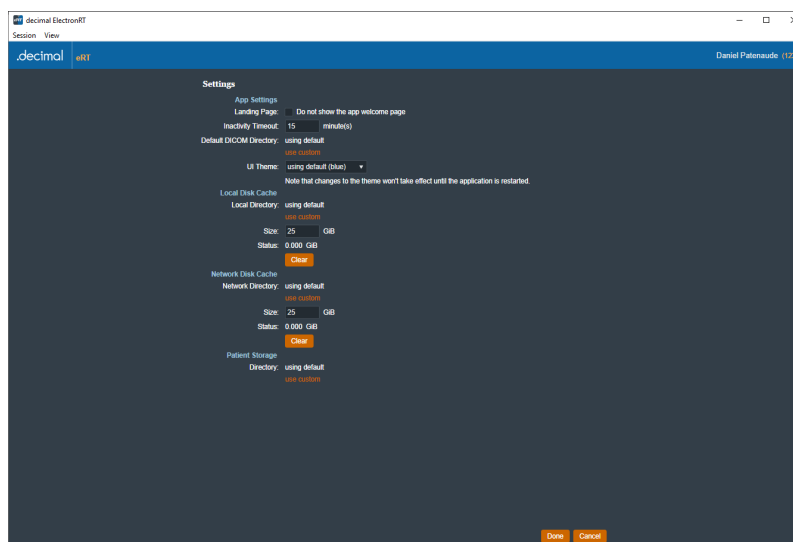 eRT decimal ElectronRT
Session View
.decimal eRT Daniel Patenaude (12
Settings
App Settings
Landing Page: Do not show the app welcome page
Inactivity Timeout: 15 minute(s)
Default DICOM Directory: using default
use custom
UI Theme: using default (blue)
Note that changes to the theme won't take effect until the application is restarted.
Local Disk Cache
Local Directory: using default
use custom
Size: 25 GiB
Status: 0.000 GiB
Clear
Network Disk Cache
Network Directory: using default
use custom
Size: 25 GiB
Status: 0.000 GiB
Clear
Patient Storage
Directory: using default
use custom
Done Cancel